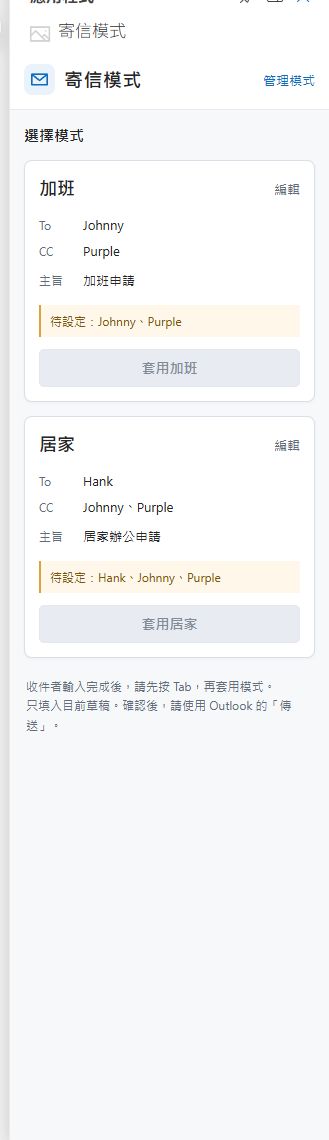 應用程式
寄信模式
寄信模式
管理模式
選擇模式
加班
編輯
To Johnny
CC Purple
主旨 加班申請
待設定：Johnny、Purple
套用加班
居家
編輯
To Hank
CC Johnny、Purple
主旨 居家辦公申請
待設定：Hank、Johnny、Purple
套用居家
收件者輸入完成後，請先按 Tab，再套用模式。
只填入目前草稿。確認後，請使用 Outlook 的「傳
送」。